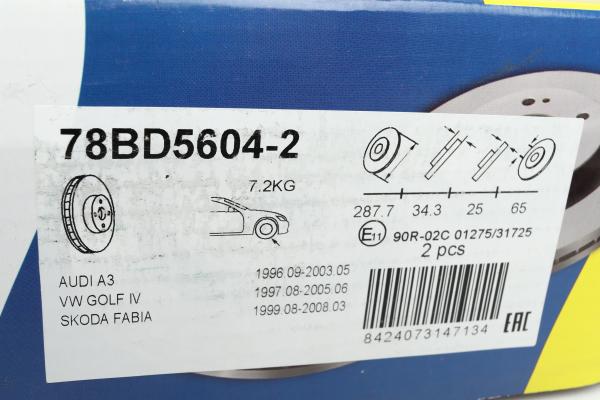 78BD5604-2
7.2KG
287.7 34.3 25 65
E11 90R-02C 01275/31725
2 pcs
AUDI A3 1996.09-2003.05
VW GOLF IV 1997.08-2005.06
SKODA FABIA 1999.08-2008.03
8424073147134
EAC